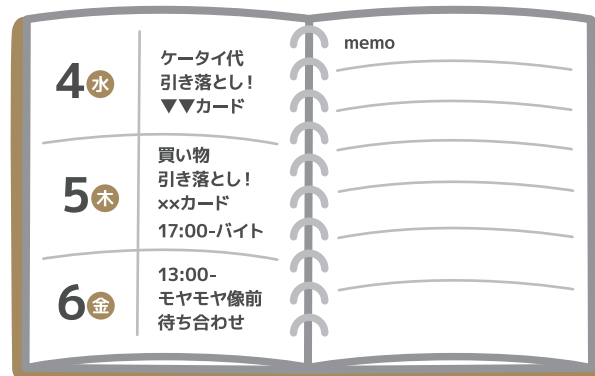 4 水
ケータイ代
引き落とし!
▼▼カード
5 木
買い物
引き落とし!
××カード
17:00-バイト
6 金
13:00-
モヤモヤ像前
待ち合わせ
memo